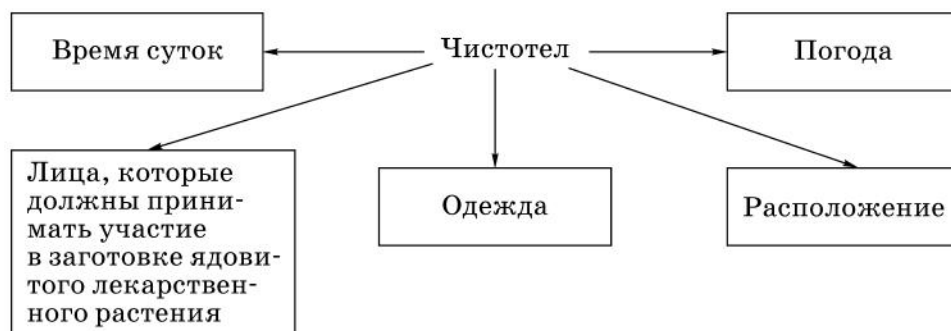 Время суток
Чистотел
Погода
Лица, которые
должны прини-
мать участие
в заготовке ядови-
того лекарствен-
ного растения
Одежда
Расположение